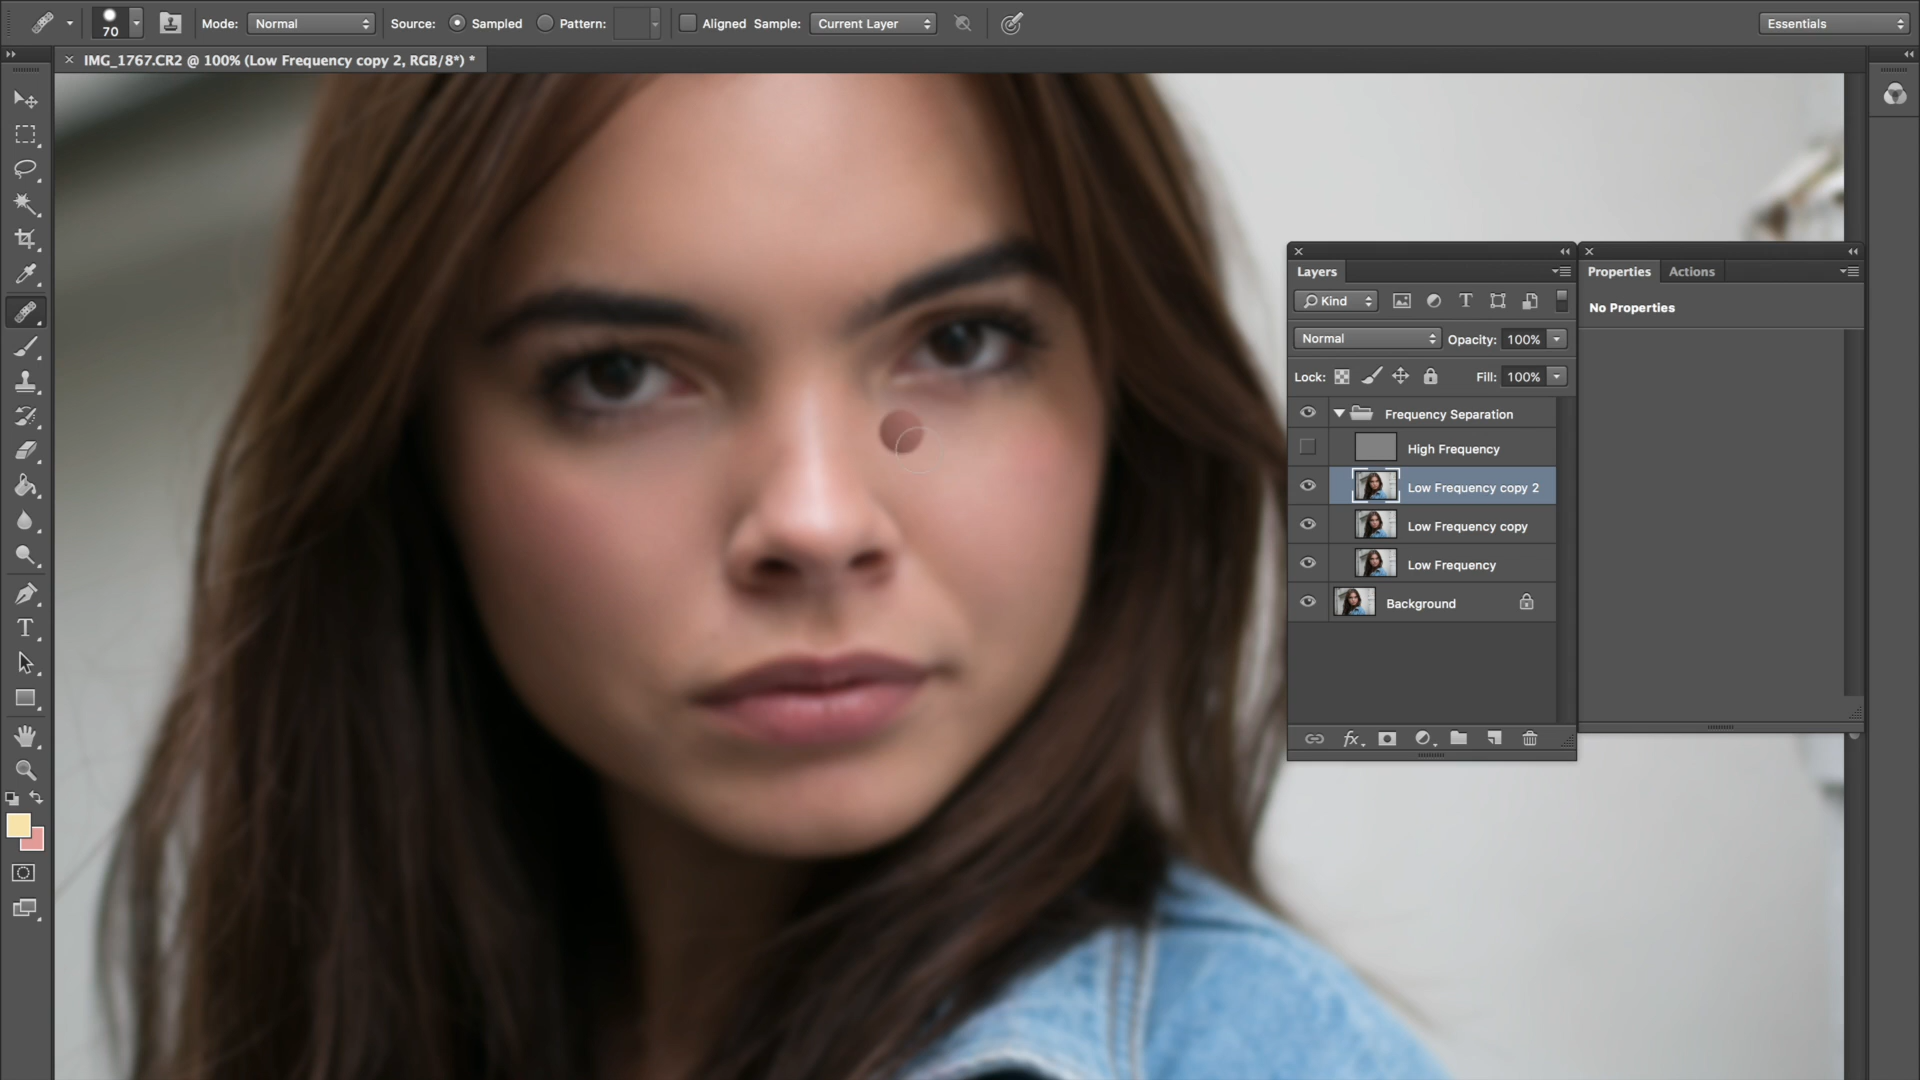 70
Mode: Normal
Source: Sampled Pattern:
Aligned Sample: Current Layer
Essentials
IMG_1767.CR2 @ 100% (Low Frequency copy 2, RGB/8*) *
Layers
Kind
Normal Opacity: 100%
Lock: Fill: 100%
Frequency Separation
High Frequency
Low Frequency copy 2
Low Frequency copy
Low Frequency
Background
fx
Properties Actions
No Properties